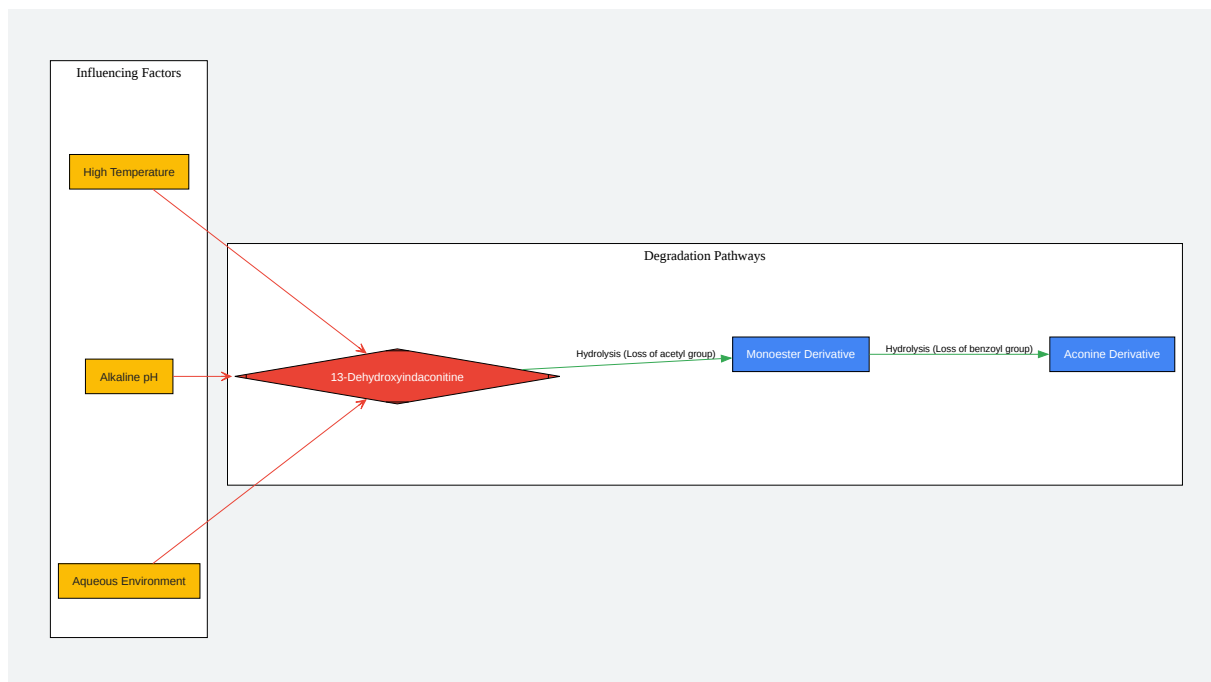 Influencing Factors
High Temperature
Degradation Pathways
Hydrolysis (Loss of acetyl group)
Monoester Derivative
Hydrolysis (Loss of benzoyl group)
Aconine Derivative
Alkaline pH
13-Dehydroxyindaconitine
Aqueous Environment